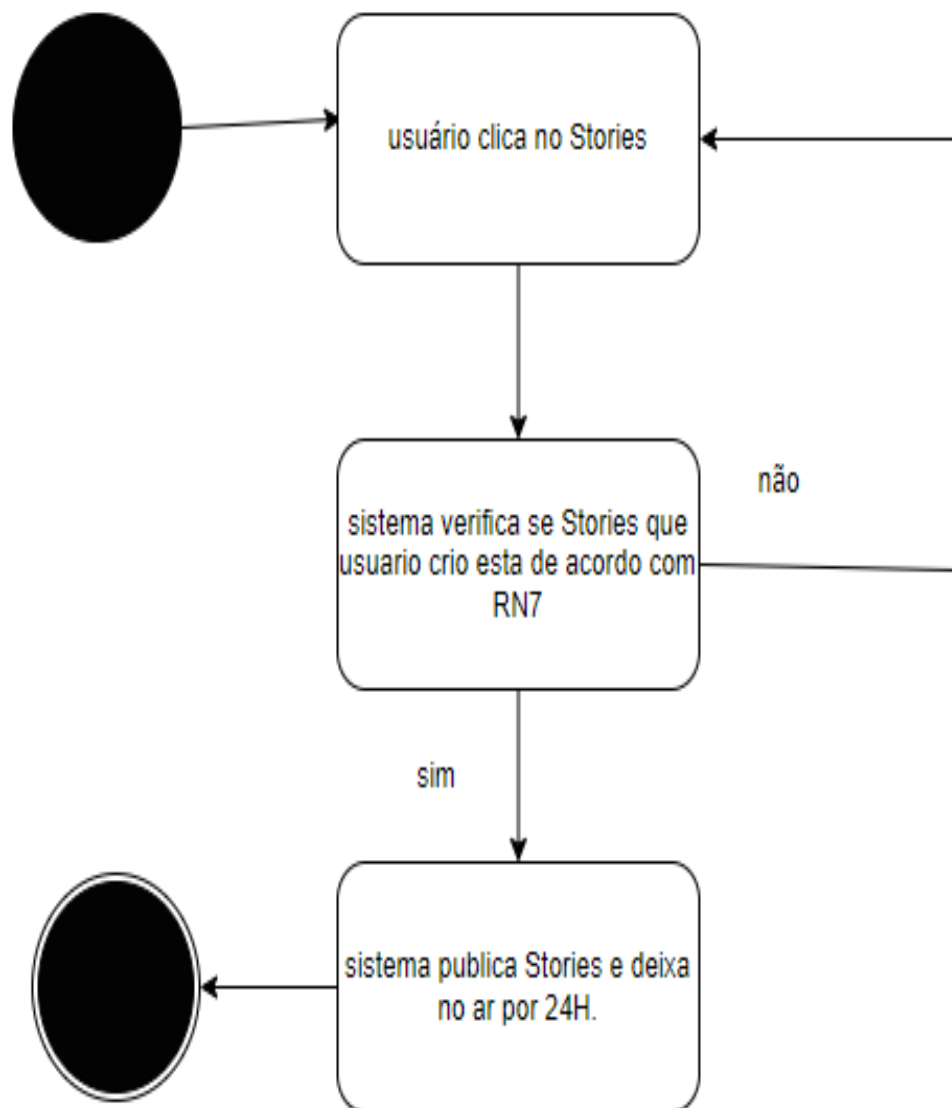 usuário clica no Stories
não
sistema verifica se Stories que
usuario crio esta de acordo com
RN7
sim
sistema publica Stories e deixa
no ar por 24H.